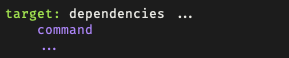 target: dependencies ...
    command
    ...